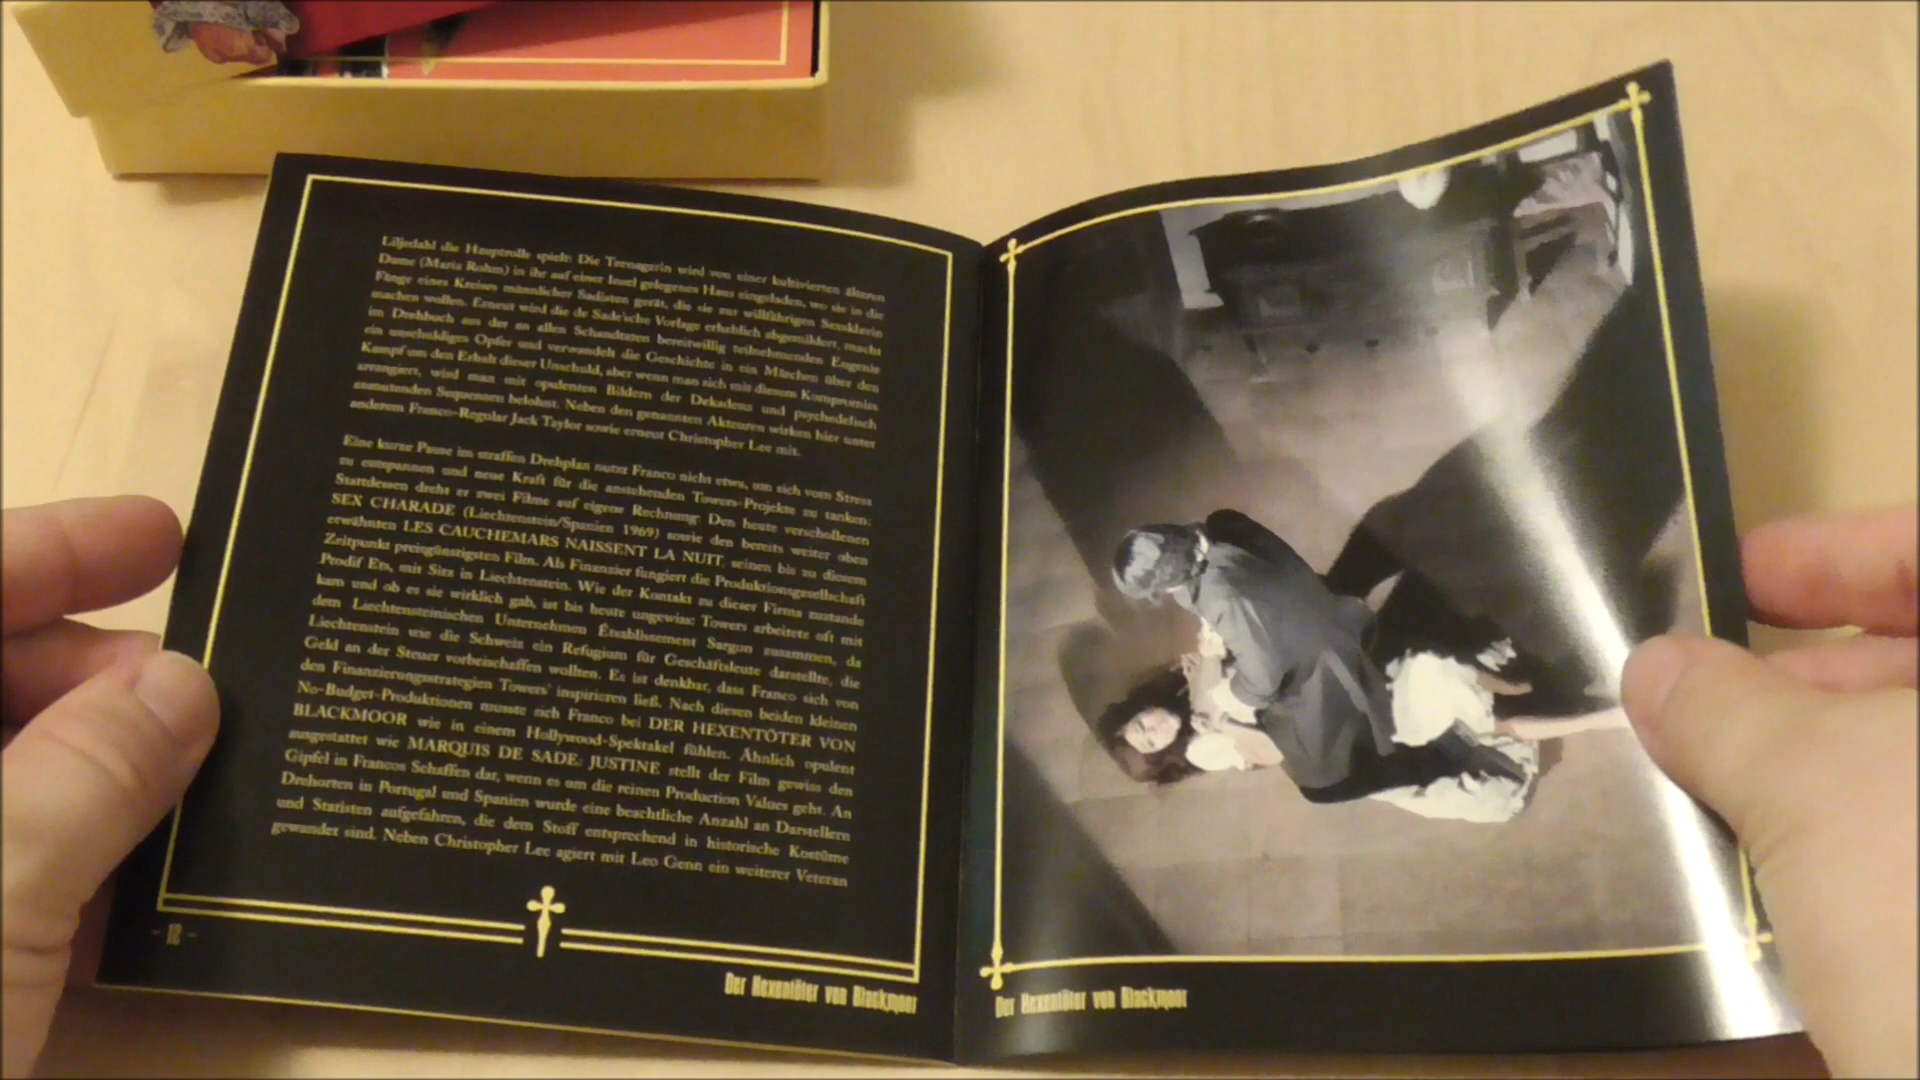 Liljedahl die Hauptrolle spielt: Die Teenagerin wird von einer kultivierten älteren
Dame (Maria Rohm) in ihr auf einer Insel gelegenes Haus eingeladen, wo sie in die
Fänge eines Kreises männlicher Sadisten gerät, die sie zur willfährigen Sexsklavin
machen wollen. Erneut wird die de Sade'sche Vorlage erheblich abgemildert, macht
im Drehbuch aus der an allen Schandtaten bereitwillig teilnehmenden Eugenie
ein unschuldiges Opfer und verwandelt die Geschichte in ein Märchen über den
Kampf um den Erhalt dieser Unschuld, aber wenn man sich mit diesem Kompromiss
arrangiert, wird man mit opulenten Bildern der Dekadenz und psychedelisch
anmutenden Sequenzen belohnt. Neben den genannten Akteuren wirken hier unter
anderem Franco-Regular Jack Taylor sowie erneut Christopher Lee mit.
Eine kurze Pause im straffen Drehplan nutzt Franco nicht etwa, um sich vom Stress
zu entspannen und neue Kraft für die anstehenden Towers-Projekte zu tanken:
Stattdessen dreht er zwei Filme auf eigene Rechnung: Den heute verschollenen
SEX CHARADE (Liechtenstein/Spanien 1969) sowie den bereits weiter oben
erwähnten LES CAUCHEMARS NAISSENT LA NUIT, seinen bis zu diesem
Zeitpunkt preisgünstigsten Film. Als Finanzier fungiert die Produktionsgesellschaft
Prodif Ets, mit Sitz in Liechtenstein. Wie der Kontakt zu dieser Firma zustande
kam und ob es sie wirklich gab, ist bis heute ungewiss: Towers arbeitete oft mit
dem Liechtensteinischen Unternehmen Établissement Sargon zusammen, da
Liechtenstein wie die Schweiz ein Refugium für Geschäftsleute darstellte, die
Geld an der Steuer vorbeischaffen wollten. Es ist denkbar, dass Franco sich von
den Finanzierungsstrategien Towers' inspirieren ließ. Nach diesen beiden kleinen
No-Budget-Produktionen musste sich Franco bei DER HEXENTÖTER VON
BLACKMOOR wie in einem Hollywood-Spektakel fühlen. Ähnlich opulent
ausgestattet wie MARQUIS DE SADE: JUSTINE stellt der Film gewiss den
Gipfel in Francos Schaffen dar, wenn es um die reinen Production Values geht. An
Drehorten in Portugal und Spanien wurde eine beachtliche Anzahl an Darstellern
und Statisten aufgefahren, die dem Stoff entsprechend in historische Kostüme
gewandet sind. Neben Christopher Lee agiert mit Leo Genn ein weiterer Veteran
- 12 -
Der Hexentöter von Blackmoor
Der Hexentöter von Blackmoor